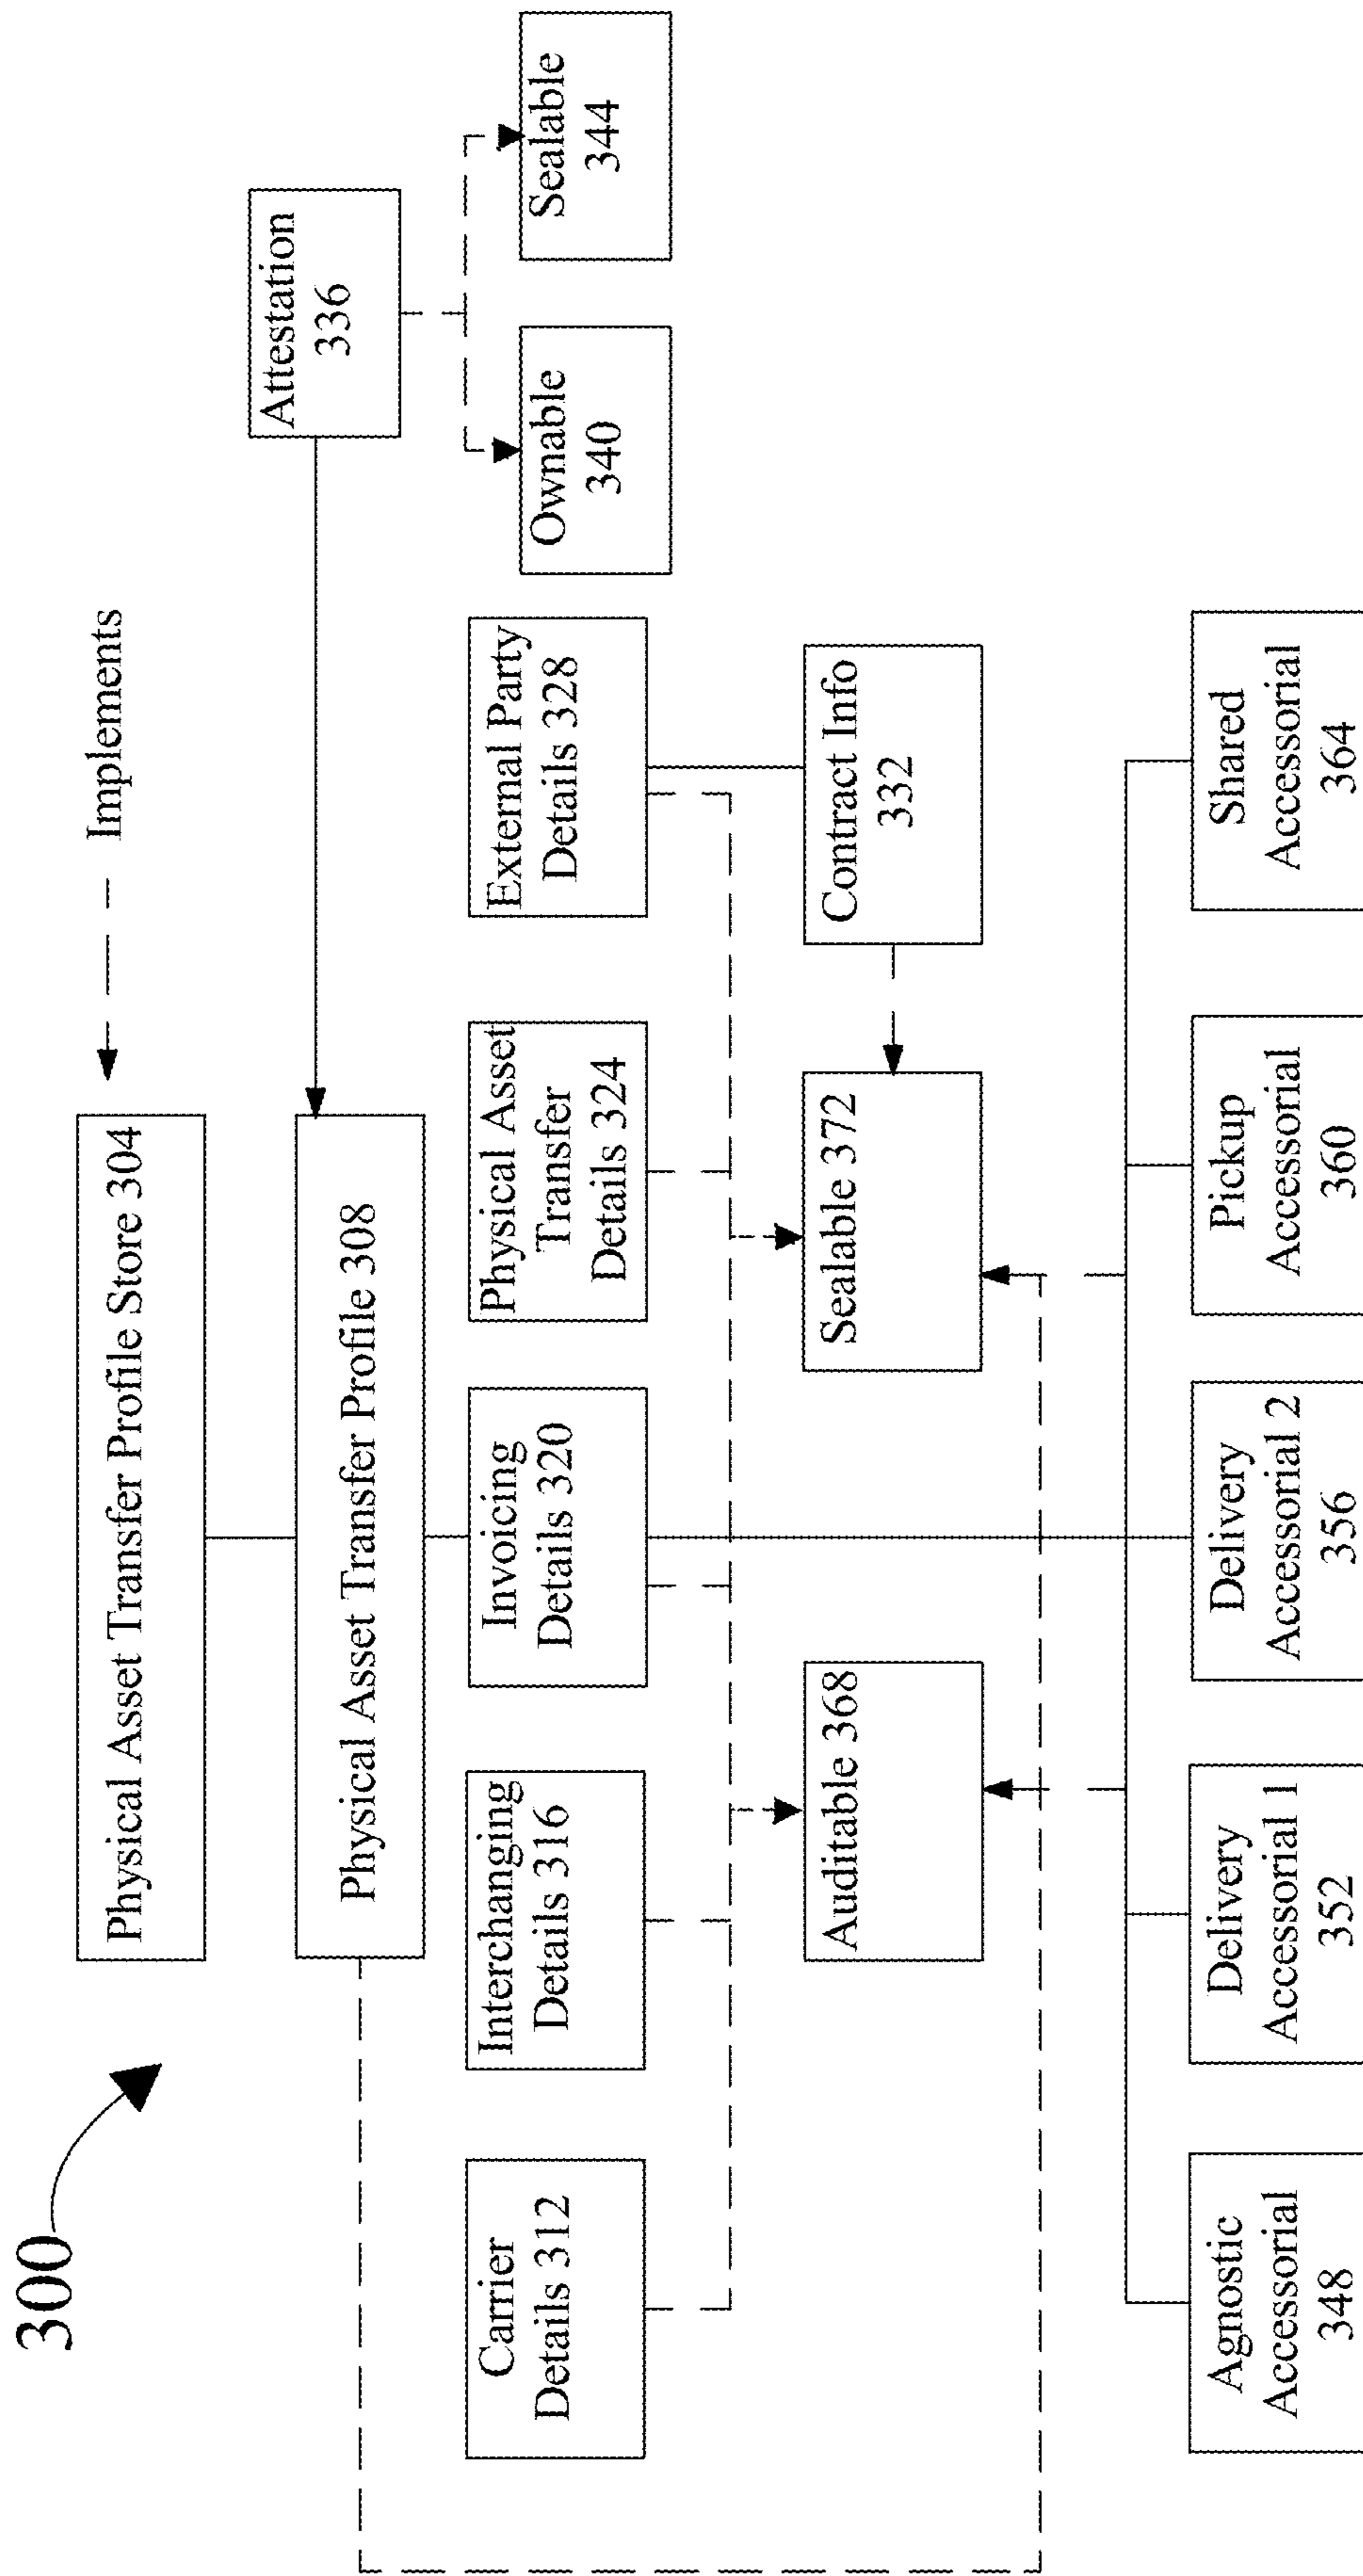 300
Implements
Physical Asset Transfer Profile Store 304
Physical Asset Transfer Profile 308
Attestation
336
Carrier
Details 312
Interchanging
Details 316
Invoicing
Details 320
Physical Asset
Transfer
Details 324
External Party
Details 328
Ownable
340
Sealable
344
Auditable 368
Sealable 372
Contract Info
332
Agnostic
Accessorial
348
Delivery
Accessorial 1
352
Delivery
Accessorial 2
356
Pickup
Accessorial
360
Shared
Accessorial
364